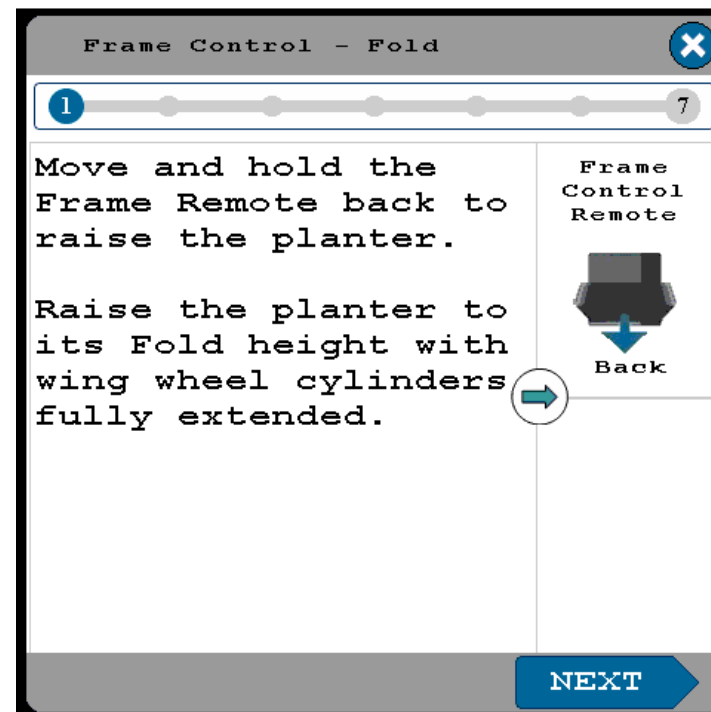 Frame Control - Fold
1
7
Move and hold the
Frame Remote back to
raise the planter.
Raise the planter to
its Fold height with
wing wheel cylinders
fully extended.
Frame
Control
Remote
Back
NEXT